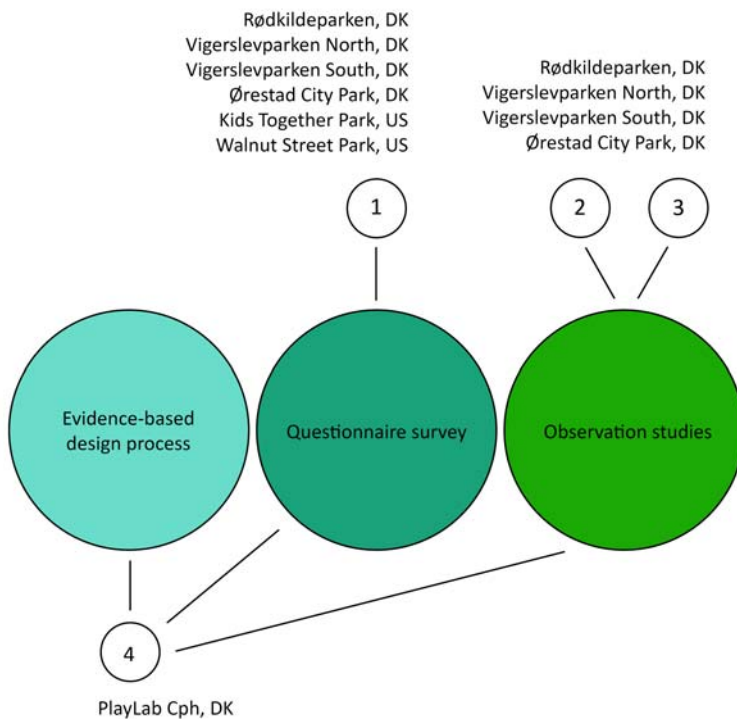 Rødkildeparken, DK
Vigerslevparken North, DK
Vigerslevparken South, DK
Ørestad City Park, DK
Kids Together Park, US
Walnut Street Park, US
Rødkildeparken, DK
Vigerslevparken North, DK
Vigerslevparken South, DK
Ørestad City Park, DK
1
2
3
Evidence-based
design process
Questionnaire survey
Observation studies
4
PlayLab Cph, DK